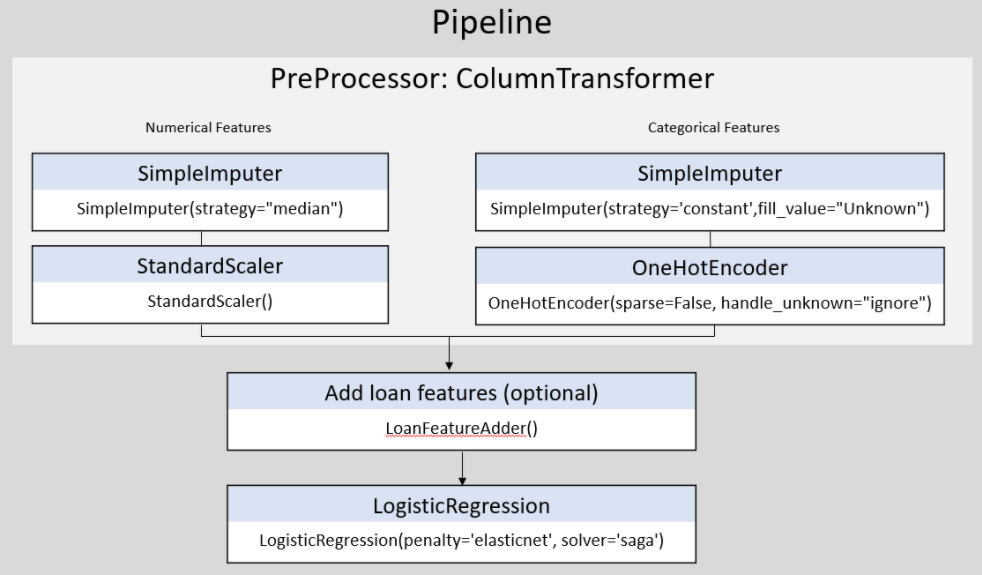 Pipeline
PreProcessor: ColumnTransformer
Numerical Features
Categorical Features
SimpleImputer
SimpleImputer(strategy="median")
SimpleImputer
SimpleImputer(strategy='constant',fill_value="Unknown")
StandardScaler
StandardScaler()
OneHotEncoder
OneHotEncoder(sparse=False, handle_unknown="ignore")
Add loan features (optional)
LoanFeatureAdder()
LogisticRegression
LogisticRegression(penalty='elasticnet', solver='saga')